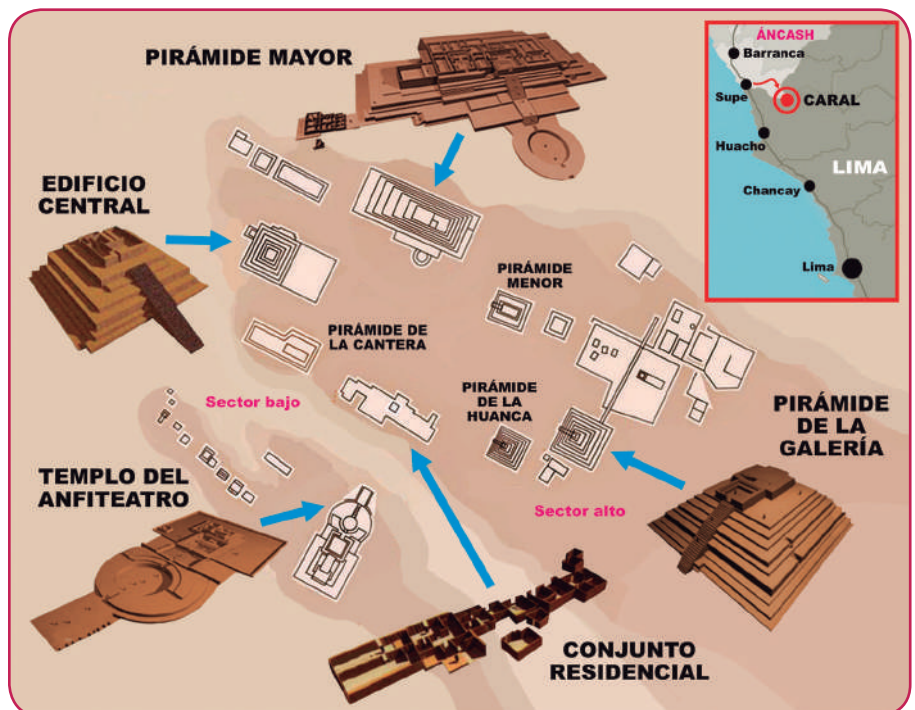 PIRÁMIDE MAYOR
EDIFICIO
CENTRAL
PIRÁMIDE
MENOR
PIRÁMIDE DE
LA CANTERA
Sector bajo
PIRÁMIDE
DE LA
HUANCA
PIRÁMIDE
DE LA
GALERÍA
TEMPLO DEL
ANFITEATRO
Sector alto
CONJUNTO
RESIDENCIAL
ÁNCASH
Barranca
Supe
CARAL
Huacho
LIMA
Chancay
Lima